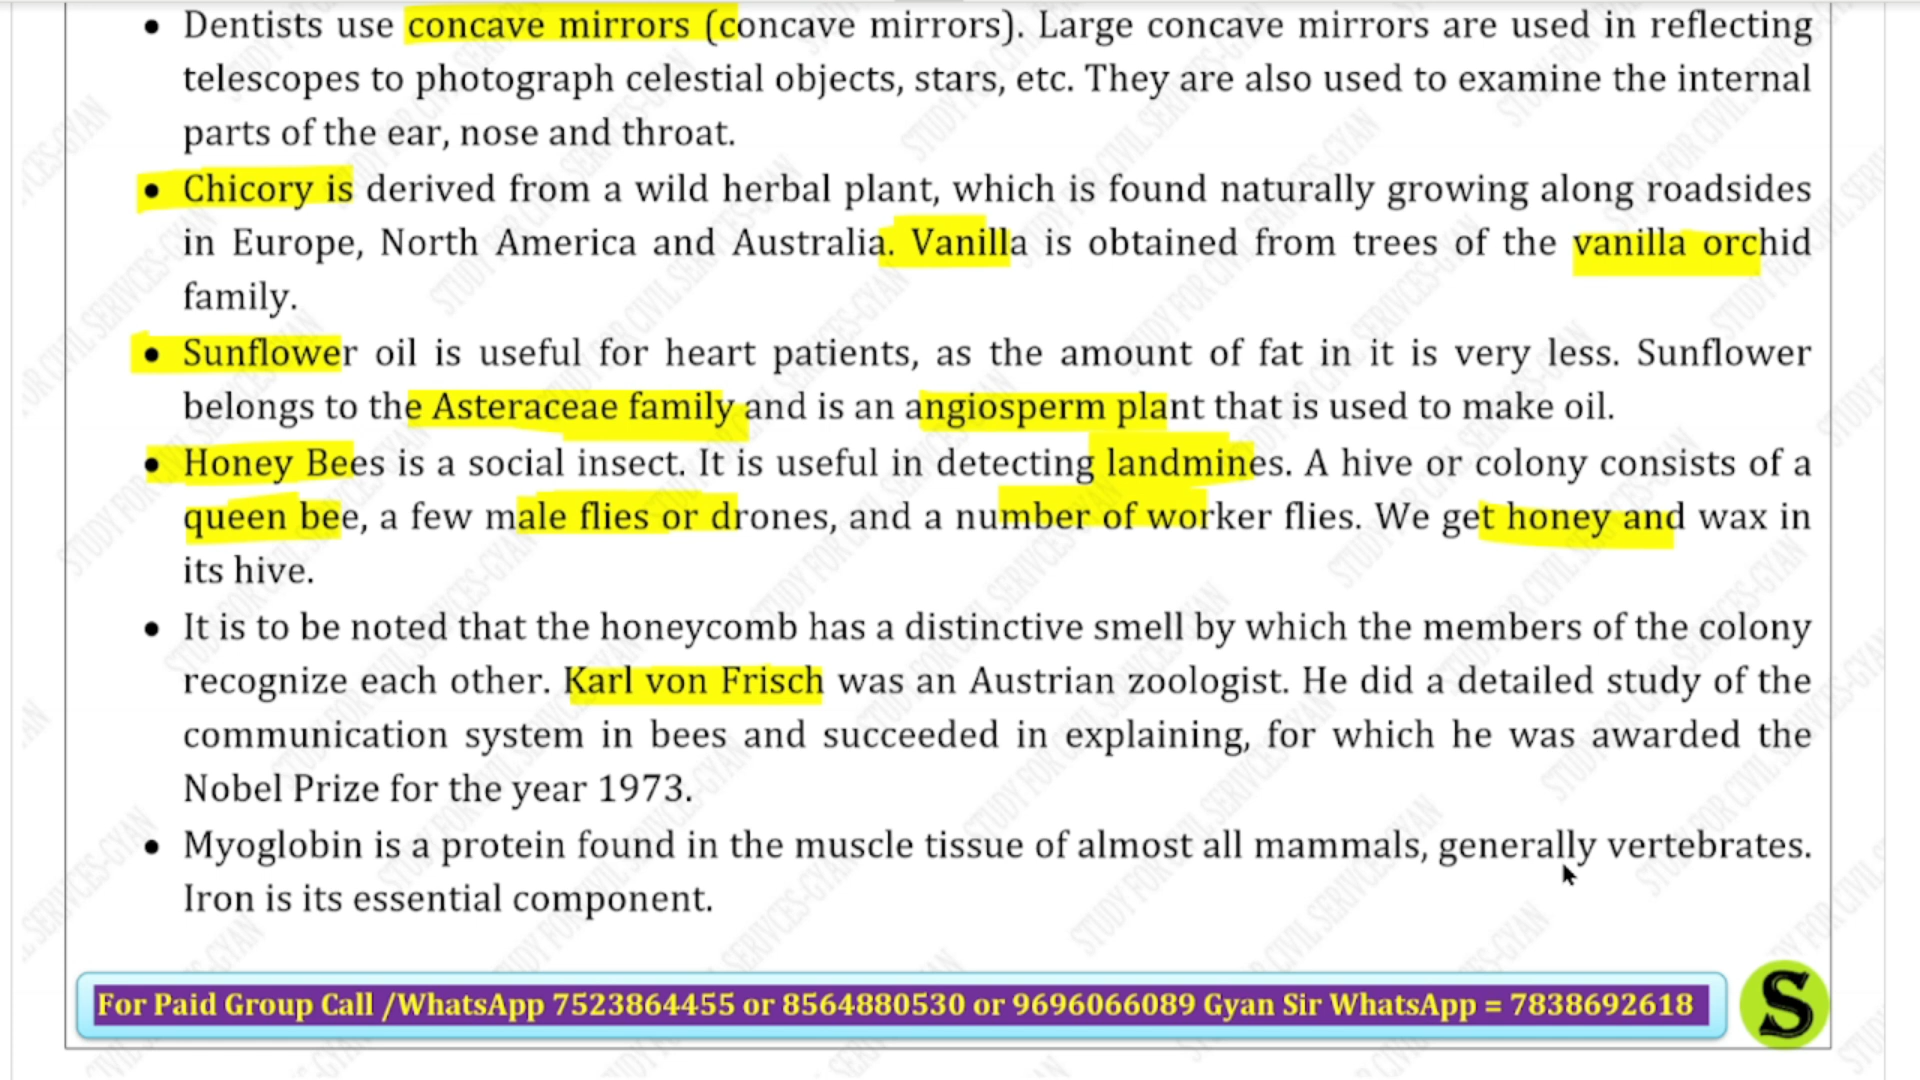 • Dentists use concave mirrors (concave mirrors). Large concave mirrors are used in reflecting
telescopes to photograph celestial objects, stars, etc. They are also used to examine the internal
parts of the ear, nose and throat.
• Chicory is derived from a wild herbal plant, which is found naturally growing along roadsides
in Europe, North America and Australia. Vanilla is obtained from trees of the vanilla orchid
family.
• Sunflower oil is useful for heart patients, as the amount of fat in it is very less. Sunflower
belongs to the Asteraceae family and is an angiosperm plant that is used to make oil.
• Honey Bees is a social insect. It is useful in detecting landmines. A hive or colony consists of a
queen bee, a few male flies or drones, and a number of worker flies. We get honey and wax in
its hive.
• It is to be noted that the honeycomb has a distinctive smell by which the members of the colony
recognize each other. Karl von Frisch was an Austrian zoologist. He did a detailed study of the
communication system in bees and succeeded in explaining, for which he was awarded the
Nobel Prize for the year 1973.
• Myoglobin is a protein found in the muscle tissue of almost all mammals, generally vertebrates.
Iron is its essential component.
For Paid Group Call /WhatsApp 7523864455 or 8564880530 or 9696066089 Gyan Sir WhatsApp = 7838692618
S
STUDY FOR CIVIL SERIVCES-GYAN